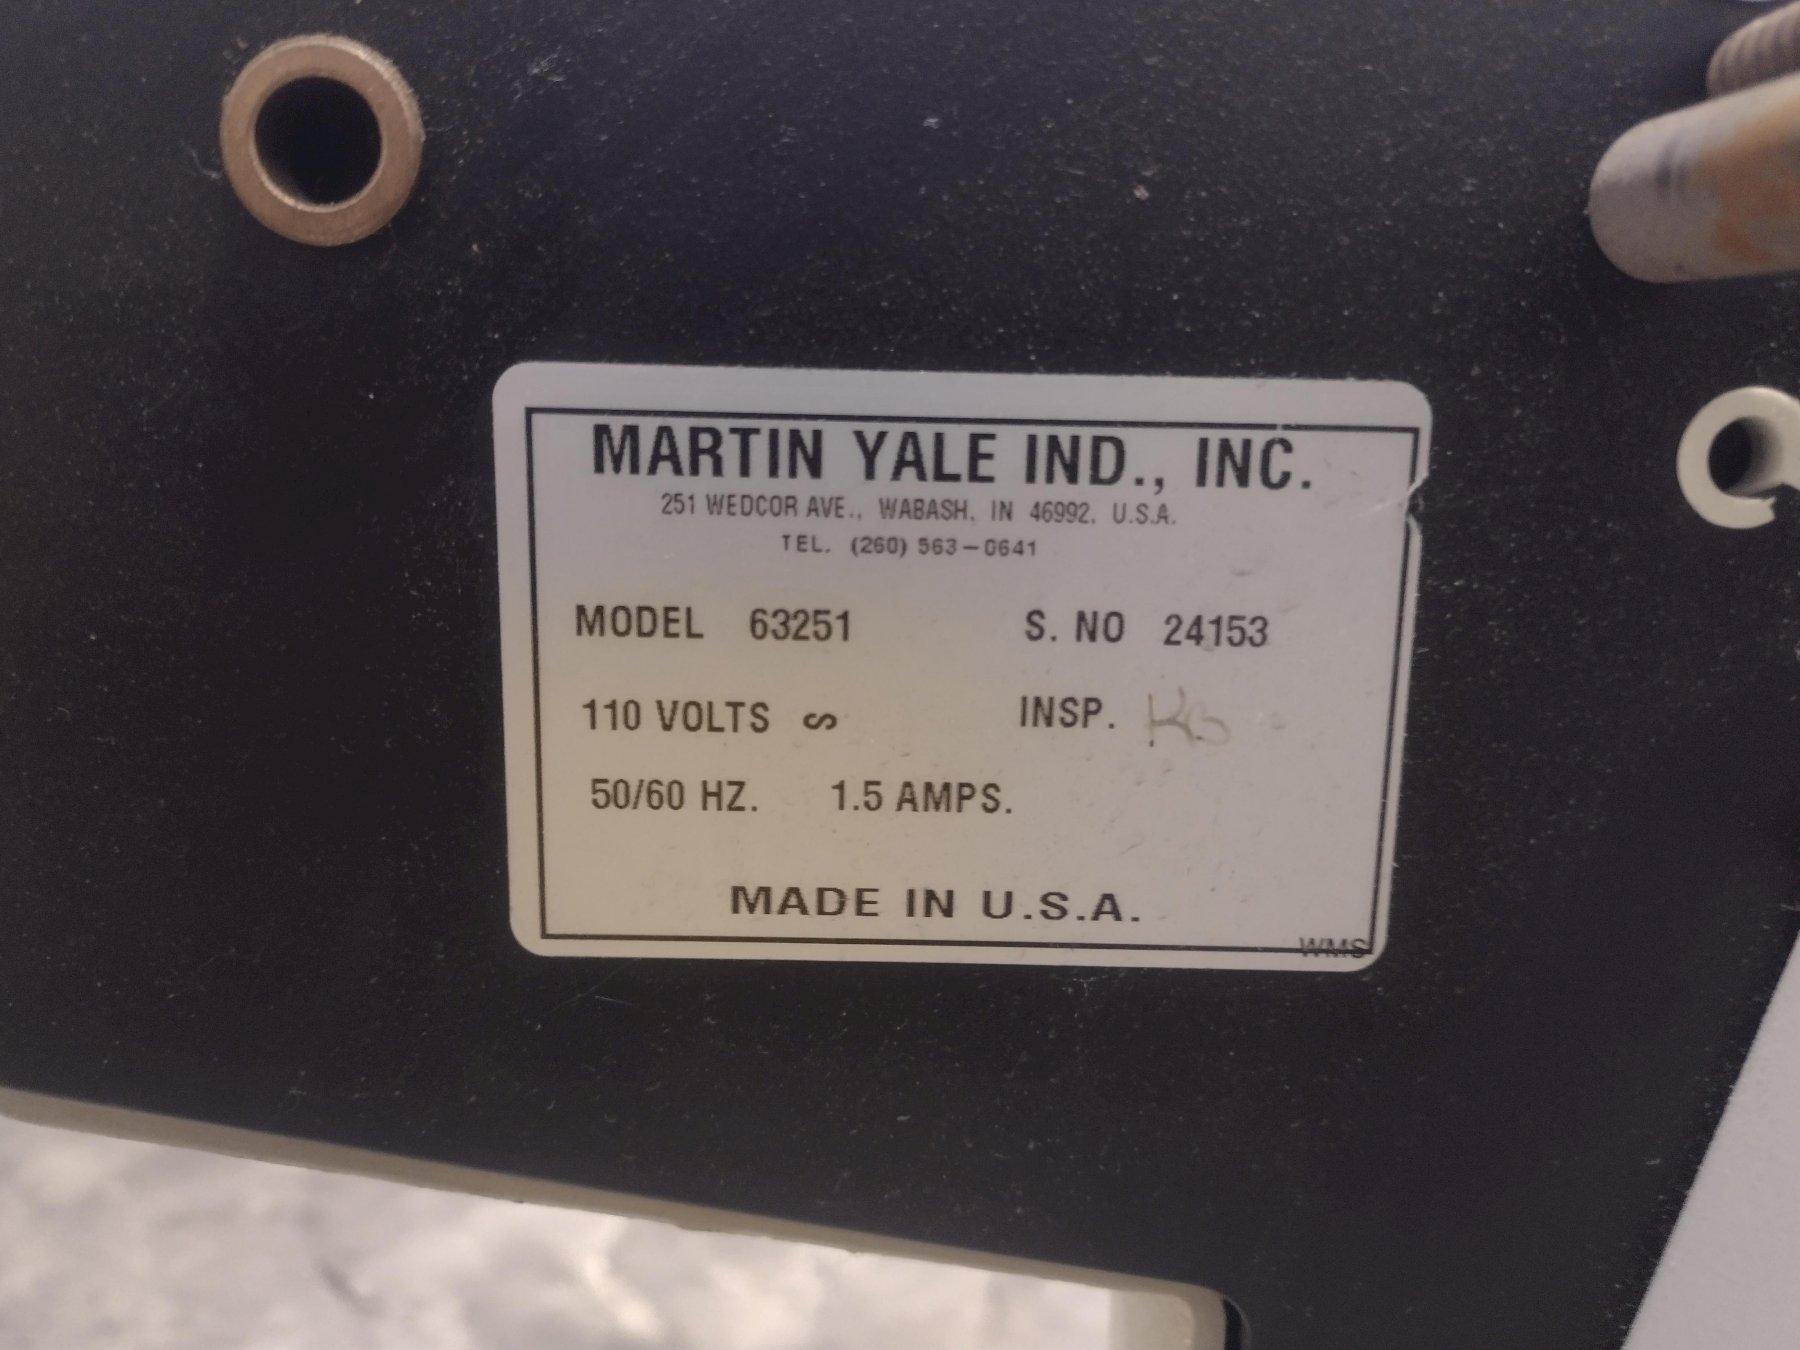 MARTIN YALE IND., INC.
251 WEDCOR AVE., WABASH, IN 46992, U.S.A.
TEL. (260) 563-0641
MODEL 63251 S. NO 24153
110 VOLTS ∽ INSP. KB
50/60 HZ. 1.5 AMPS.
MADE IN U.S.A.
WMS